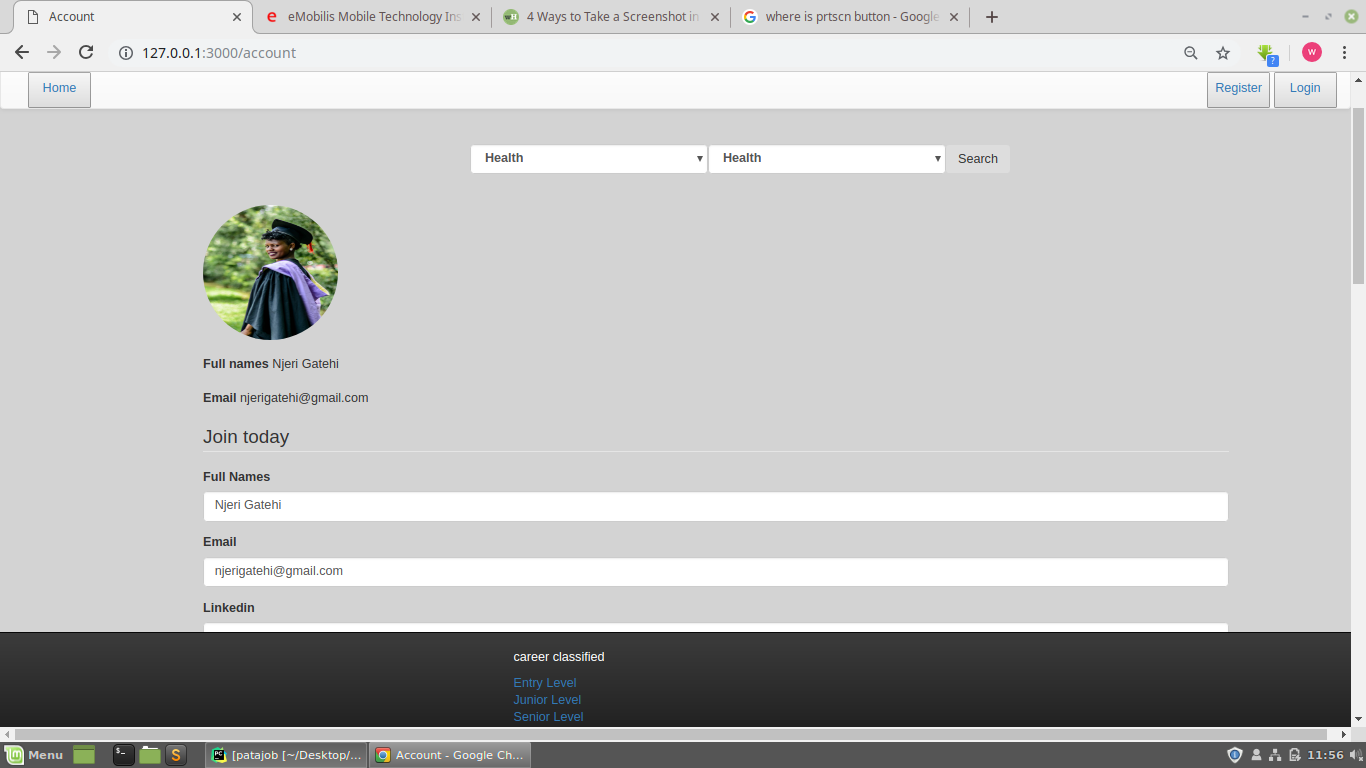 Account
eMobilis Mobile Technology Ins
4 Ways to Take a Screenshot in
where is prtscn button - Google
127.0.0.1:3000/account
w
?
Home
Register
Login
Health
Health
Search
Full names Njeri Gatehi
Email njerigatehi@gmail.com
Join today
Full Names
Njeri Gatehi
Email
njerigatehi@gmail.com
Linkedin
career classified
Entry Level
Junior Level
Senior Level
Menu
[patajob [~/Desktop/...
Account - Google Ch...
11:56